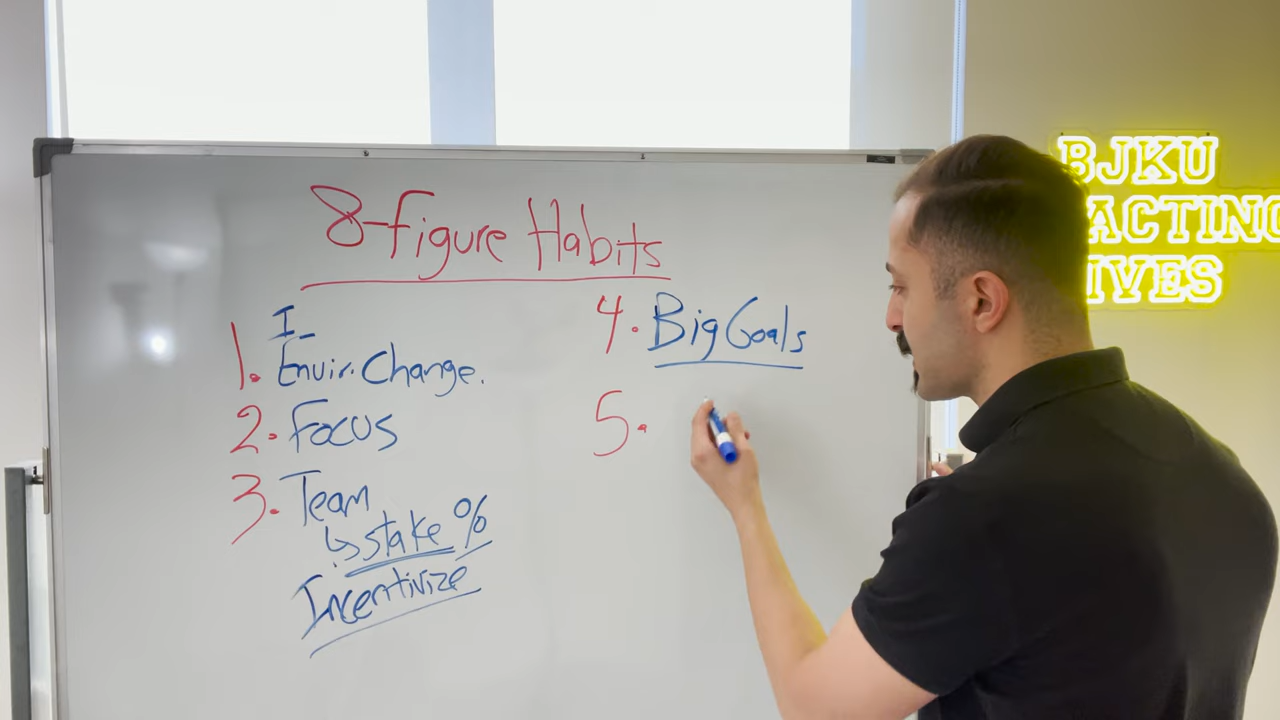 8-figure Habits
1. I_
Envir. Change.
2. Focus
3. Team
↳ stake %
Incentivize
4. Big Goals
5.
BJKU
ACTING
IVES